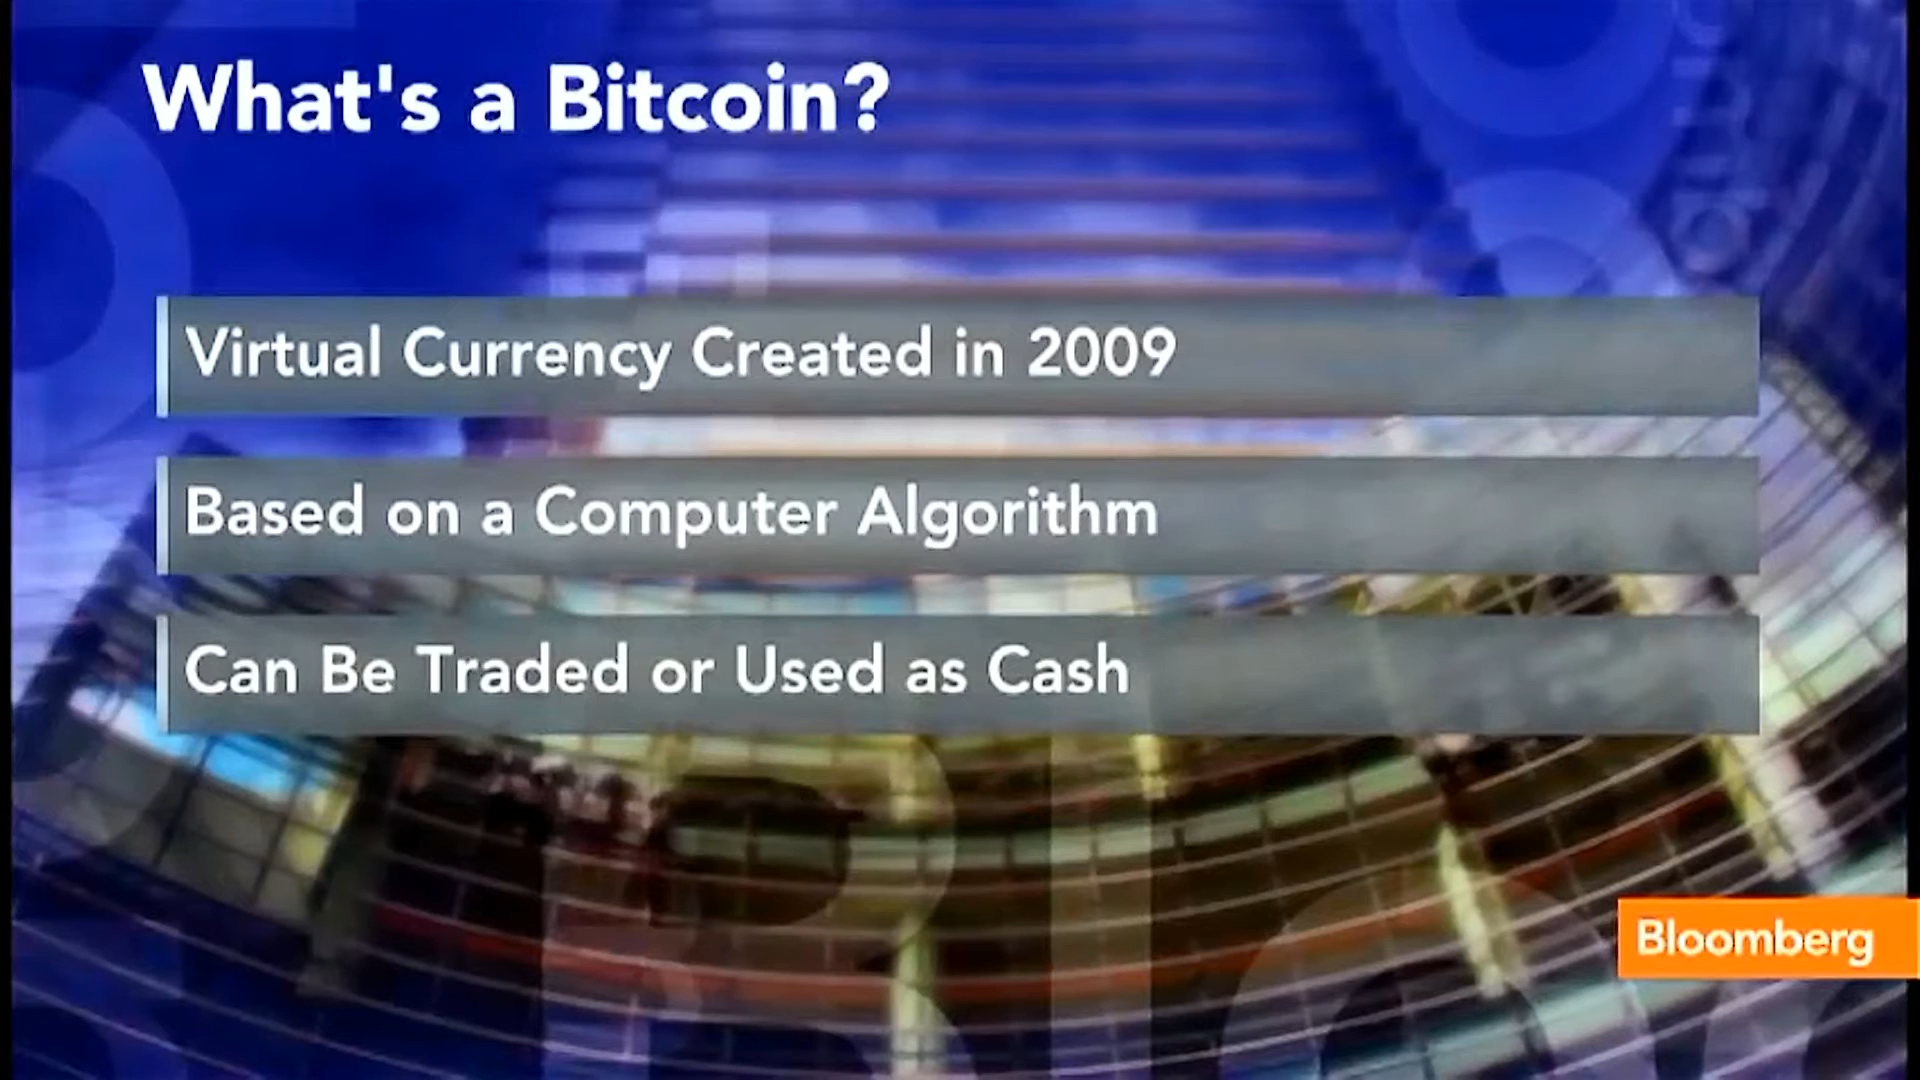 What's a Bitcoin?
Virtual Currency Created in 2009
Based on a Computer Algorithm
Can Be Traded or Used as Cash
Bloomberg